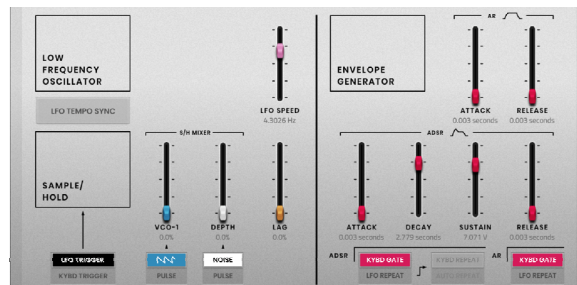 AR
LOW
FREQUENCY
OSCILLATOR
ENVELOPE
GENERATOR
LFO TEMPO SYNC
LFO SPEED
4.3026 Hz
ATTACK
0.003 seconds
RELEASE
0.003 seconds
S/H MIXER
ADSR
SAMPLE/
HOLD
VCO-1
0.0%
DEPTH
0.0%
LAG
0.0%
ATTACK
0.003 seconds
DECAY
2.779 seconds
SUSTAIN
7.071 V
RELEASE
0.003 seconds
LFO TRIGGER
KYBD TRIGGER
PULSE
NOISE
PULSE
ADSR
KYBD GATE
LFO REPEAT
KYBD REPEAT
AUTO REPEAT
AR
KYBD GATE
LFO REPEAT